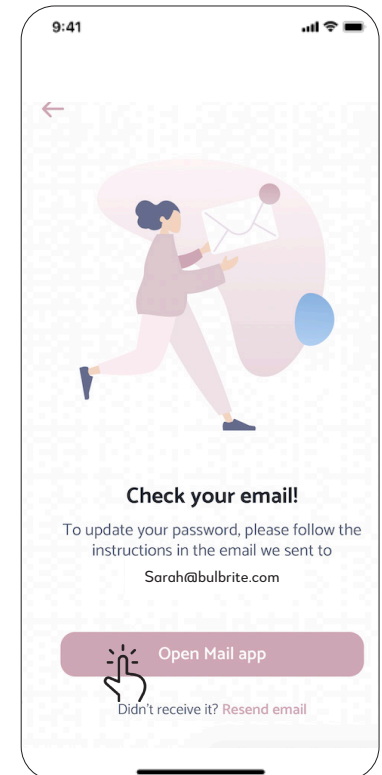 9:41
Check your email!
To update your password, please follow the
instructions in the email we sent to
Sarah@bulbrite.com
Open Mail app
Didn't receive it? Resend email